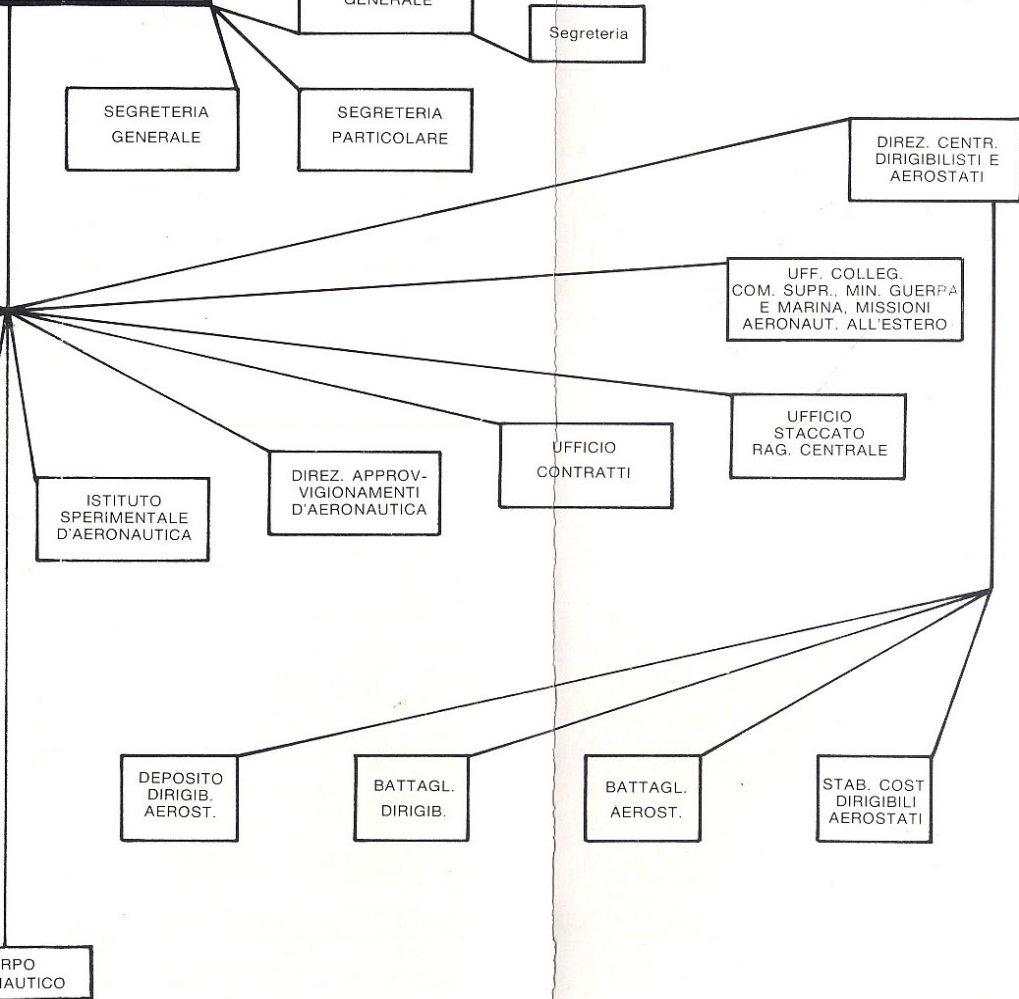 GENERALE
Segreteria
SEGRETERIA
GENERALE
SEGRETERIA
PARTICOLARE
DIREZ. CENTR.
DIRIGIBILISTI E
AEROSTATI
UFF. COLLEG.
COM. SUPR., MIN. GUERRA
E MARINA, MISSIONI
AERONAUT. ALL'ESTERO
UFFICIO
STACCATO
RAG. CENTRALE
UFFICIO
CONTRATTI
DIREZ. APPROV-
VIGIONAMENTI
D'AERONAUTICA
ISTITUTO
SPERIMENTALE
D'AERONAUTICA
DEPOSITO
DIRIGIB.
AEROST.
BATTAGL.
DIRIGIB.
BATTAGL.
AEROST.
STAB. COST
DIRIGIBILI
AEROSTATI
RPO
NAUTICO